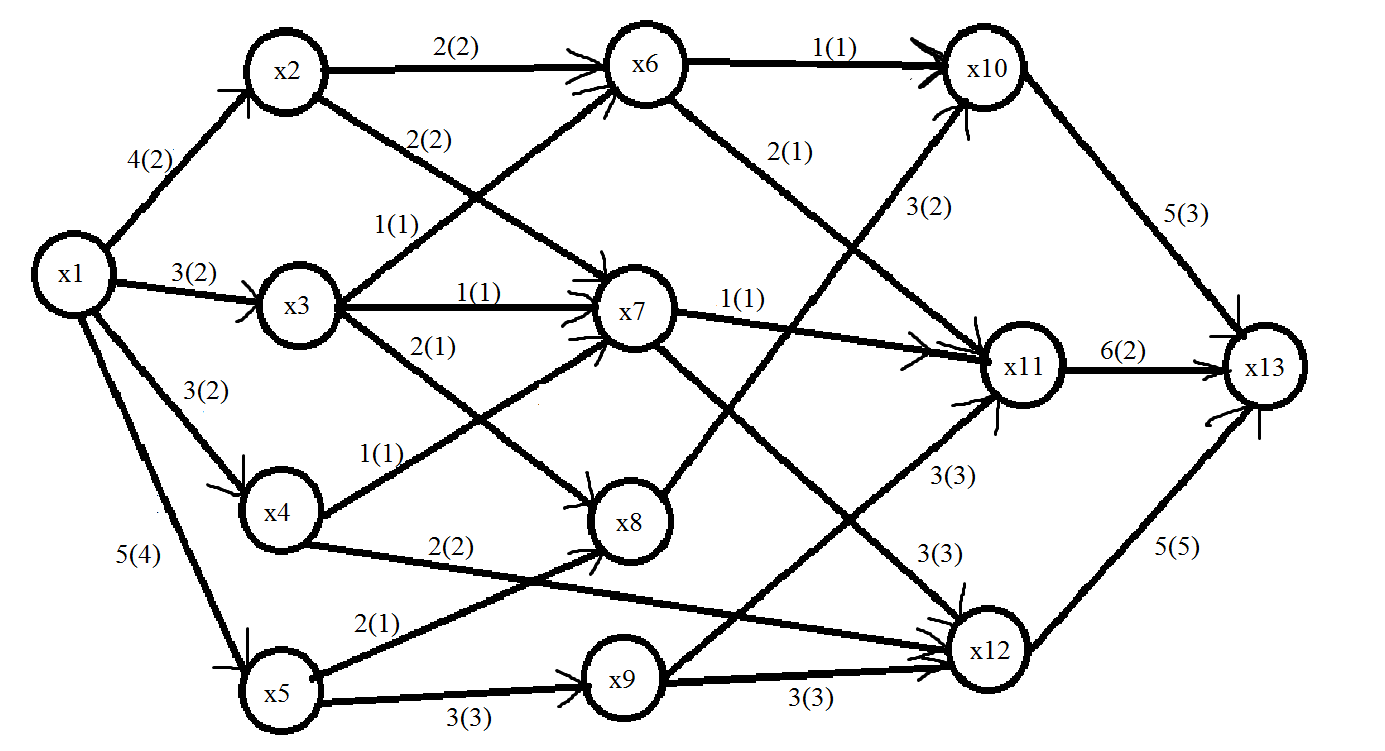 2(2)
1(1)
x2
x6
x10
2(2)
4(2)
2(1)
3(2)
5(3)
1(1)
x1
3(2)
1(1)
1(1)
x3
x7
2(1)
6(2)
x11
x13
3(2)
1(1)
3(3)
x4
x8
2(2)
5(4)
3(3)
5(5)
2(1)
x12
x5
x9
3(3)
3(3)